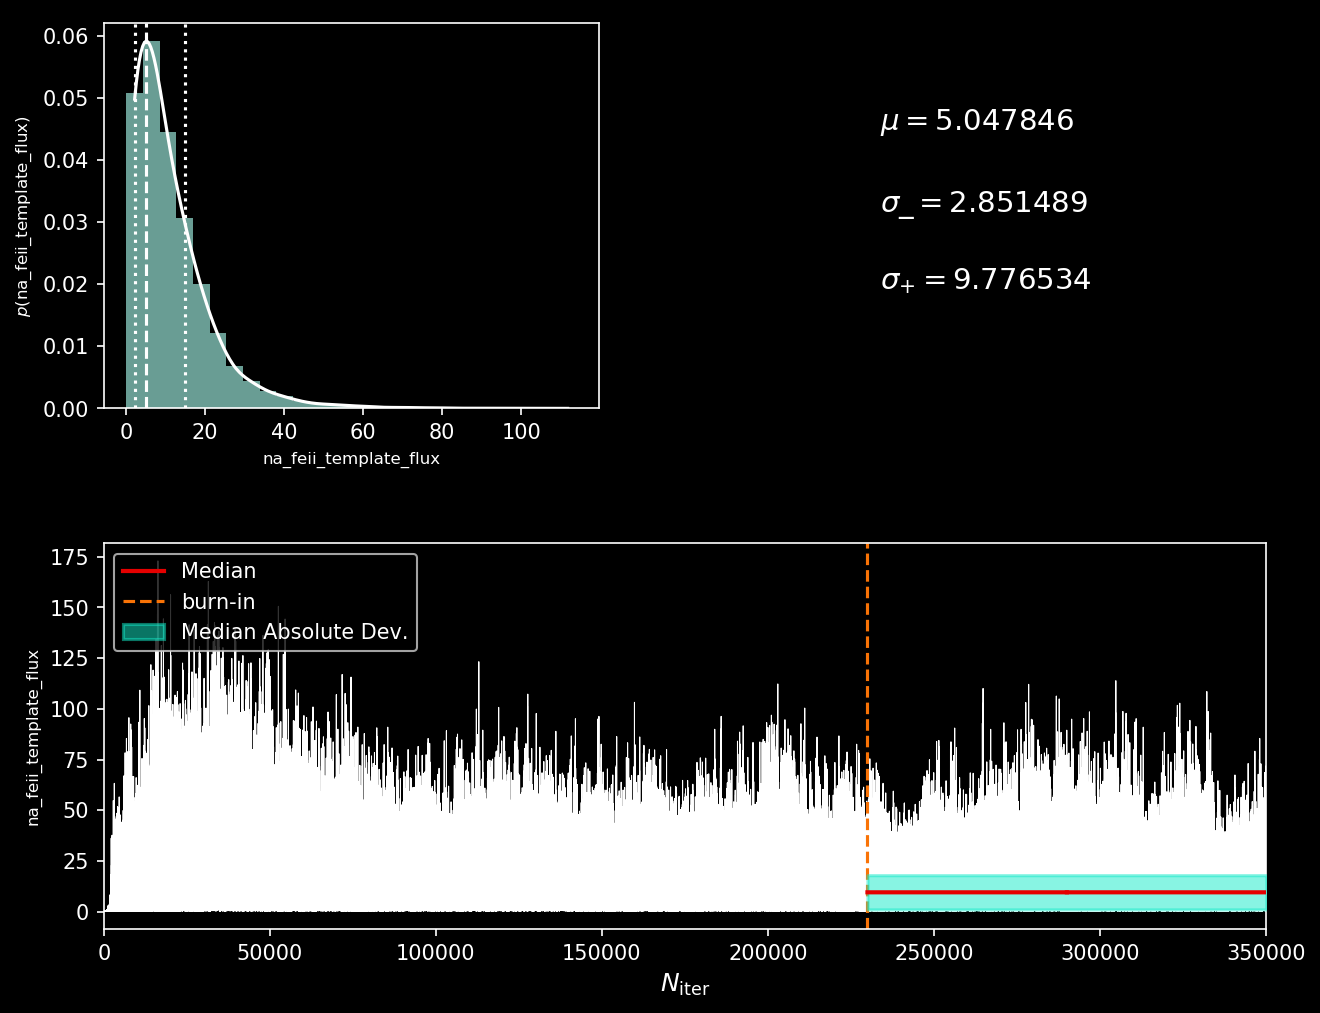 0.06
0.05
0.04
0.03
0.02
0.01
0.00
p(na_feii_template_flux)
0 20 40 60 80 100
na_feii_template_flux
μ = 5.047846
σ₋ = 2.851489
σ₊ = 9.776534
175
150
125
100
75
50
25
0
na_feii_template_flux
Median
burn-in
Median Absolute Dev.
0 50000 100000 150000 200000 250000 300000 350000
N_iter